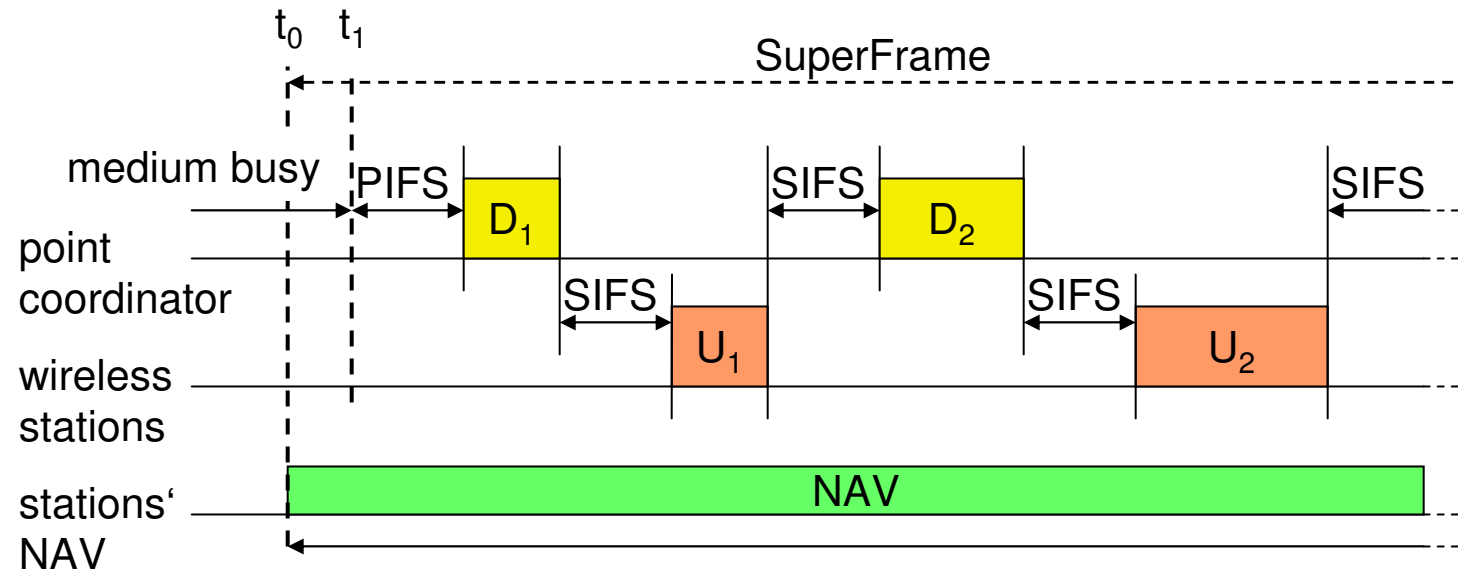 t0 t1
SuperFrame
medium busy
PIFS
D1
SIFS
D2
SIFS
point
coordinator
SIFS
U1
SIFS
U2
wireless
stations
NAV
stations‘
NAV